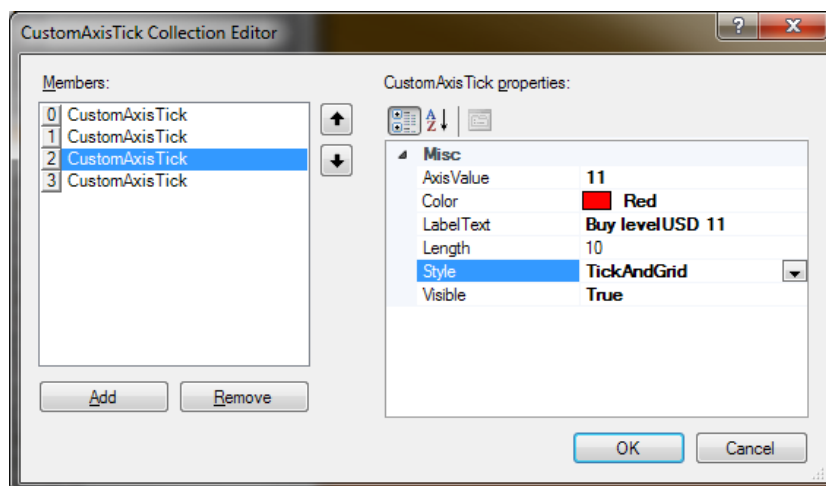 CustomAxisTick Collection Editor
?
X
Members:
CustomAxisTick properties:
0 CustomAxisTick
1 CustomAxisTick
2 CustomAxisTick
3 CustomAxisTick
A
Z
Misc
AxisValue 11
Color Red
LabelText Buy levelUSD 11
Length 10
Style TickAndGrid
Visible True
Add
Remove
OK
Cancel